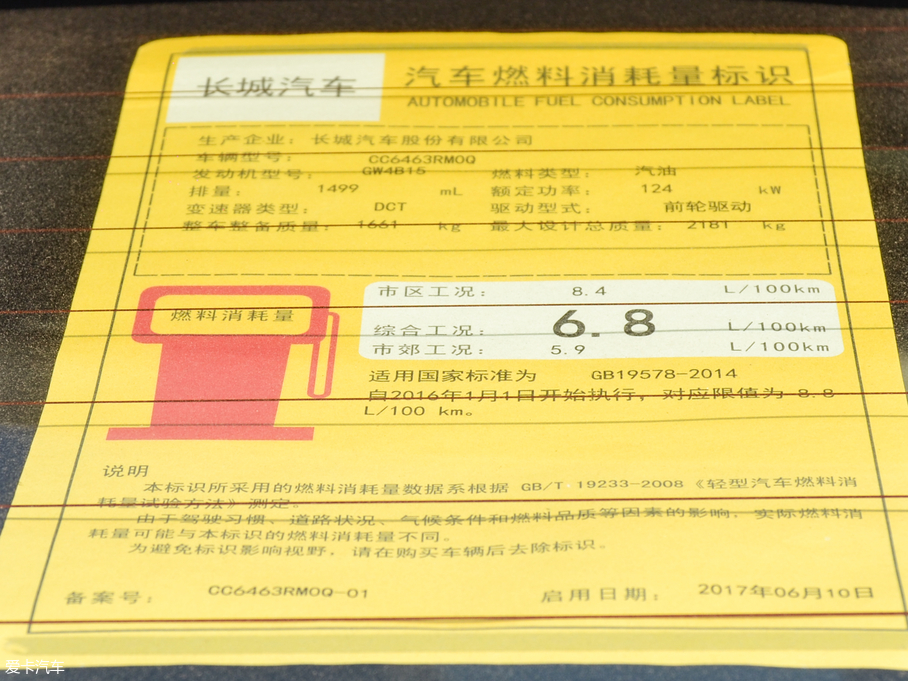 长城汽车
汽车燃料消耗量标识
AUTOMOBILE FUEL CONSUMPTION LABEL
生产企业: 长城汽车股份有限公司
车辆型号: CC6463RM0Q
发动机型号: GW4B15 燃料类型: 汽油
排量: 1499 mL 额定功率: 124 kW
变速器类型: DCT 驱动型式: 前轮驱动
整车整备质量: 1661 kg 最大设计总质量: 2181 kg
燃料消耗量
市区工况: 8.4 L/100km
综合工况: 6.8 L/100km
市郊工况: 5.9 L/100km
适用国家标准为 GB19578-2014
自2016年1月1日开始执行，对应限值为 8.8
L/100 km。
说明
本标识所采用的燃料消耗量数据系根据 GB/T 19233-2008《轻型汽车燃料消
耗量试验方法》测定。
由于驾驶习惯、道路状况、气候条件和燃料品质等因素的影响，实际燃料消
耗量可能与本标识的燃料消耗量不同。
为避免标识影响视野，请在购买车辆后去除标识。
备案号: CC6463RM0Q-01 启用日期: 2017年06月10日
爱卡汽车